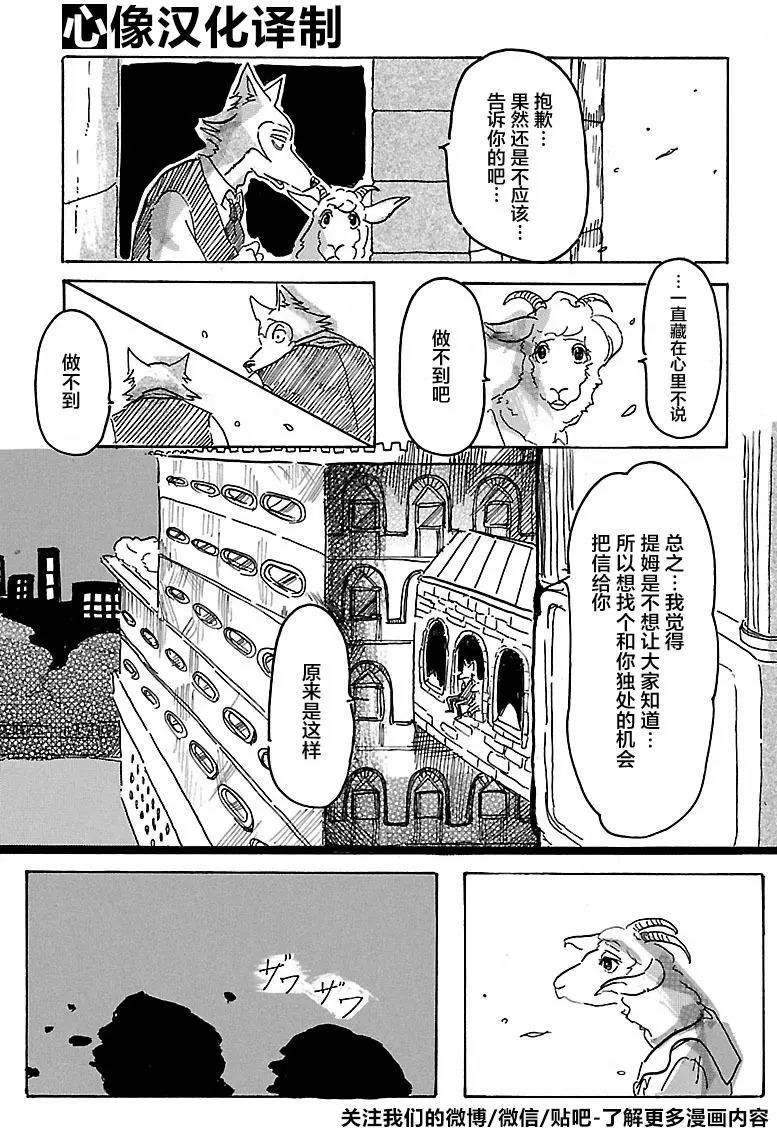 心像汉化译制
抱歉…
果然还是不应该…
告诉你的吧…
…一直藏在心里不说
做不到吧
做不到
总之…我觉得
提姆是不想让大家知道…
所以想找个和你独处的机会
把信给你
原来是这样
ザワ
ザワ
关注我们的微博/微信/贴吧-了解更多漫画内容